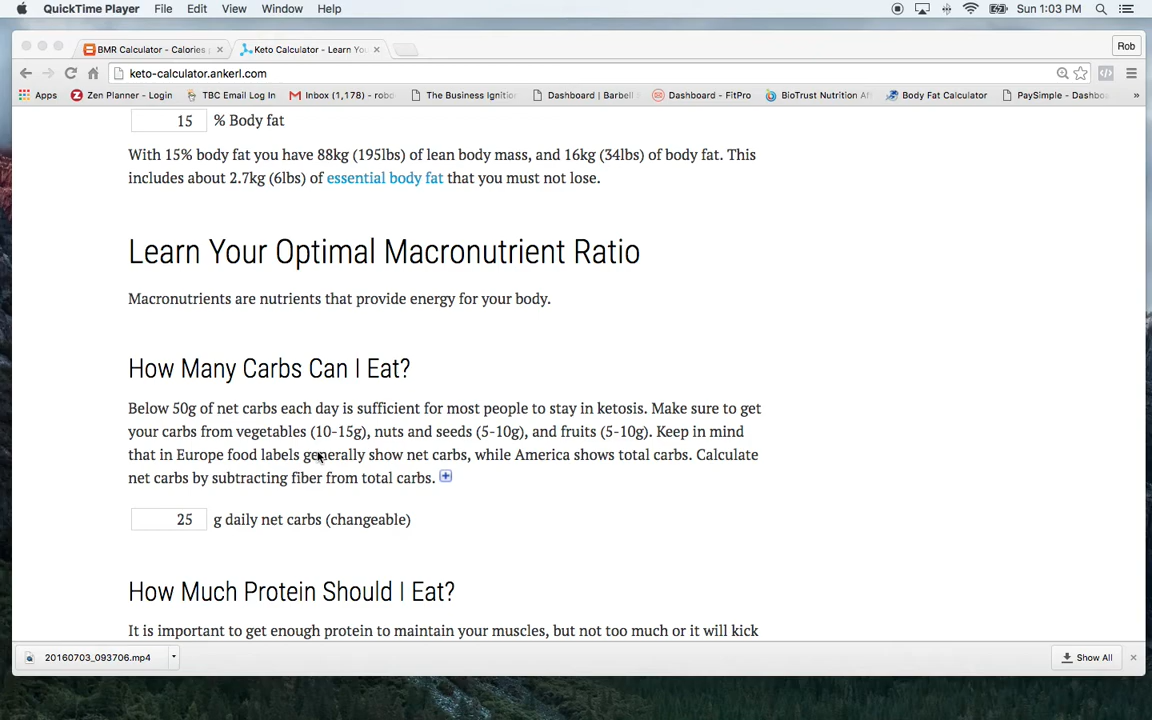 QuickTime Player File Edit View Window Help Sun 1:03 PM
BMR Calculator - Calories Keto Calculator - Learn You
Rob
keto-calculator.ankerl.com
Apps Zen Planner - Login TBC Email Log In Inbox (1,178) - robo The Business Ignitio Dashboard | Barbell Dashboard - FitPro BioTrust Nutrition Af Body Fat Calculator PaySimple - Dashbo »
15 % Body fat
With 15% body fat you have 88kg (195lbs) of lean body mass, and 16kg (34lbs) of body fat. This
includes about 2.7kg (6lbs) of essential body fat that you must not lose.
Learn Your Optimal Macronutrient Ratio
Macronutrients are nutrients that provide energy for your body.
How Many Carbs Can I Eat?
Below 50g of net carbs each day is sufficient for most people to stay in ketosis. Make sure to get
your carbs from vegetables (10-15g), nuts and seeds (5-10g), and fruits (5-10g). Keep in mind
that in Europe food labels generally show net carbs, while America shows total carbs. Calculate
net carbs by subtracting fiber from total carbs.
25 g daily net carbs (changeable)
How Much Protein Should I Eat?
It is important to get enough protein to maintain your muscles, but not too much or it will kick
20160703_093706.mp4 Show All